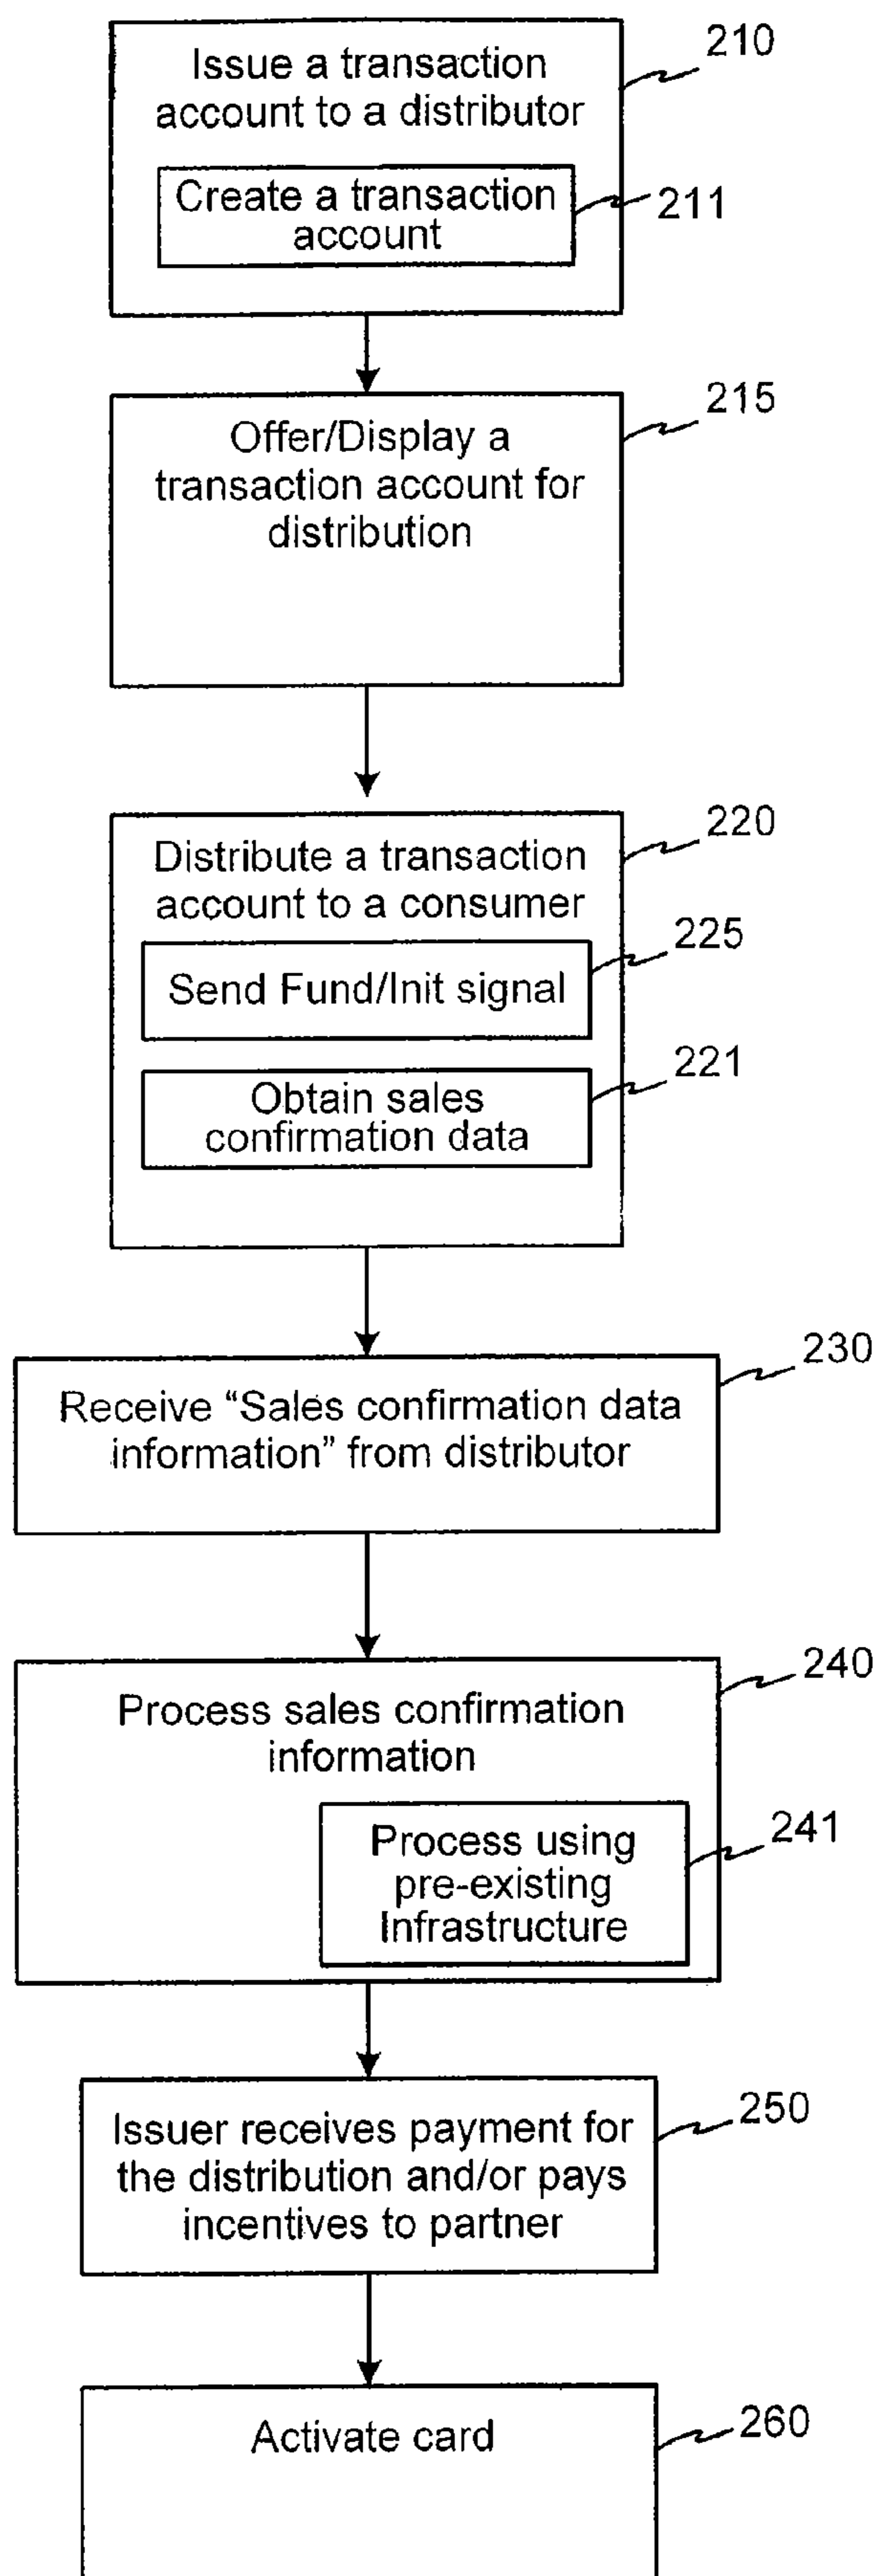 210
Issue a transaction
account to a distributor
Create a transaction
account
211
215
Offer/Display a
transaction account for
distribution
220
Distribute a transaction
account to a consumer
225
Send Fund/Init signal
221
Obtain sales
confirmation data
230
Receive “Sales confirmation data
information” from distributor
240
Process sales confirmation
information
241
Process using
pre-existing
Infrastructure
250
Issuer receives payment for
the distribution and/or pays
incentives to partner
260
Activate card